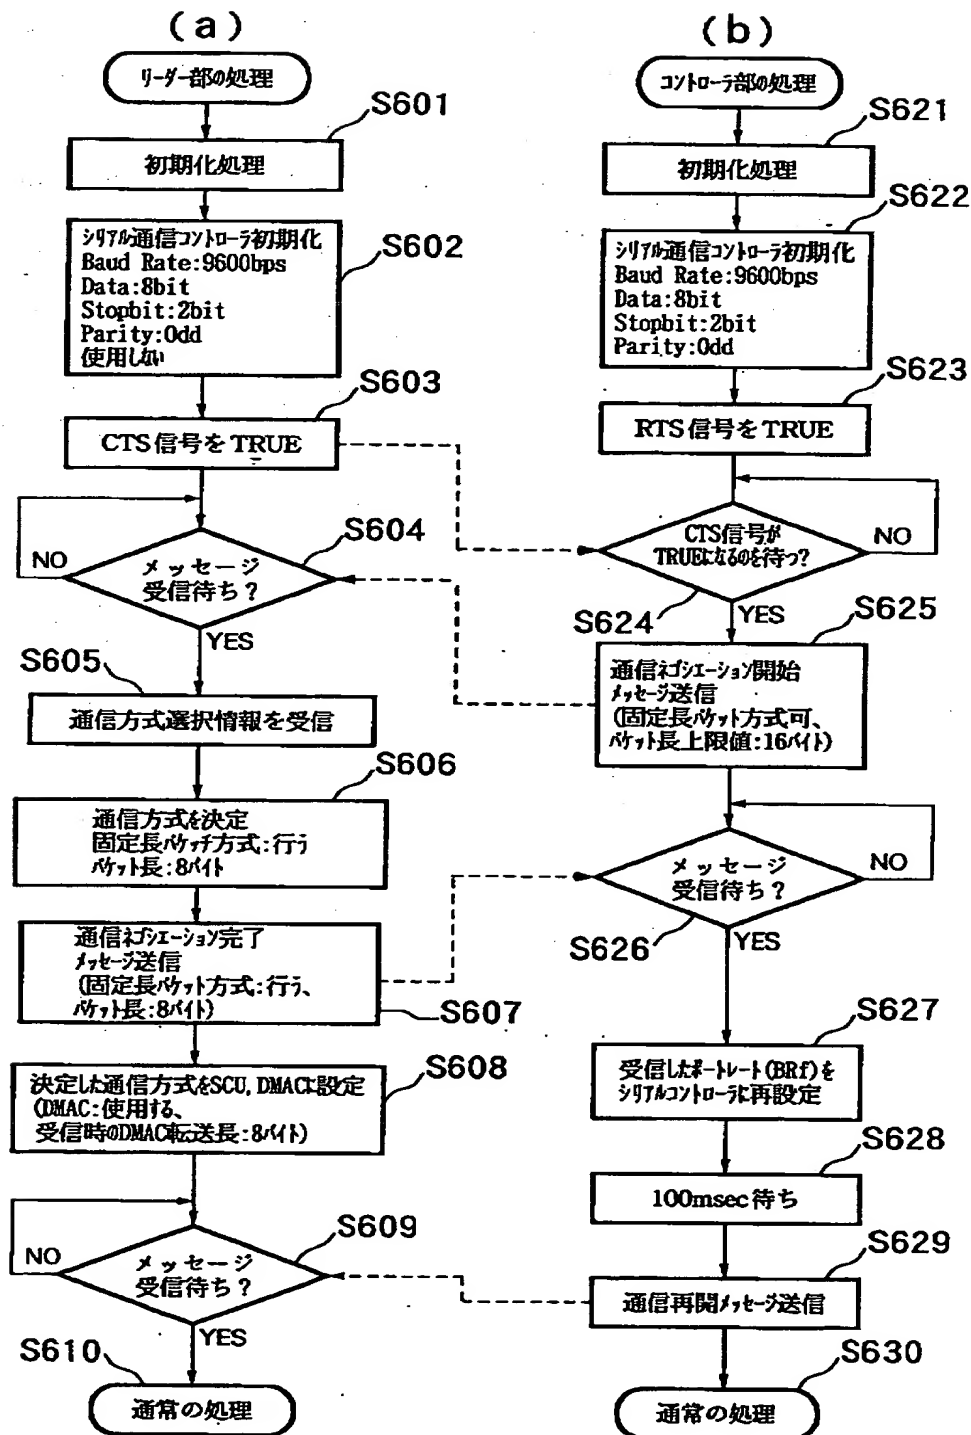 (a)
リーダー部の処理
S601
初期化処理
シリアル通信コントローラ初期化
Baud Rate:9600bps
Data:8bit
Stopbit:2bit
Parity:Odd
使用しない
S602
S603
CTS信号をTRUE
S604
NO
メッセージ
受信待ち?
YES
S605
通信方式選択情報を受信
S606
通信方式を決定
固定長パケッチ方式:行う
パケット長:8バイト
通信ネゴシエーション完了
メッセージ送信
(固定長パケット方式:行う、
パケット長:8バイト)
S607
S608
決定した通信方式をSCU,DMACに設定
(DMAC:使用する、
受信時のDMAC転送長:8バイト)
S609
NO
メッセージ
受信待ち?
YES
S610
通常の処理
(b)
コントローラ部の処理
S621
初期化処理
S622
シリアル通信コントローラ初期化
Baud Rate:9600bps
Data:8bit
Stopbit:2bit
Parity:Odd
S623
RTS信号をTRUE
CTS信号が
TRUEになるのを待つ?
NO
S624
YES
S625
通信ネゴシエーション開始
メッセージ送信
(固定長パケット方式可、
パケット長上限値:16バイト)
メッセージ
受信待ち?
NO
S626
YES
S627
受信したボートレート(BRf)を
シリアルコントローラに再設定
S628
100msec待ち
S629
通信再開メッセージ送信
S630
通常の処理